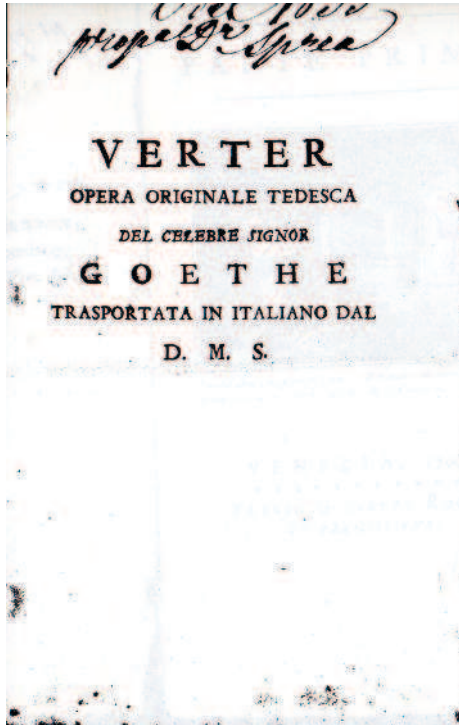 VERTER
OPERA ORIGINALE TEDESCA
DEL CELEBRE SIGNOR
GOETHE
TRASPORTATA IN ITALIANO DAL
D. M. S.